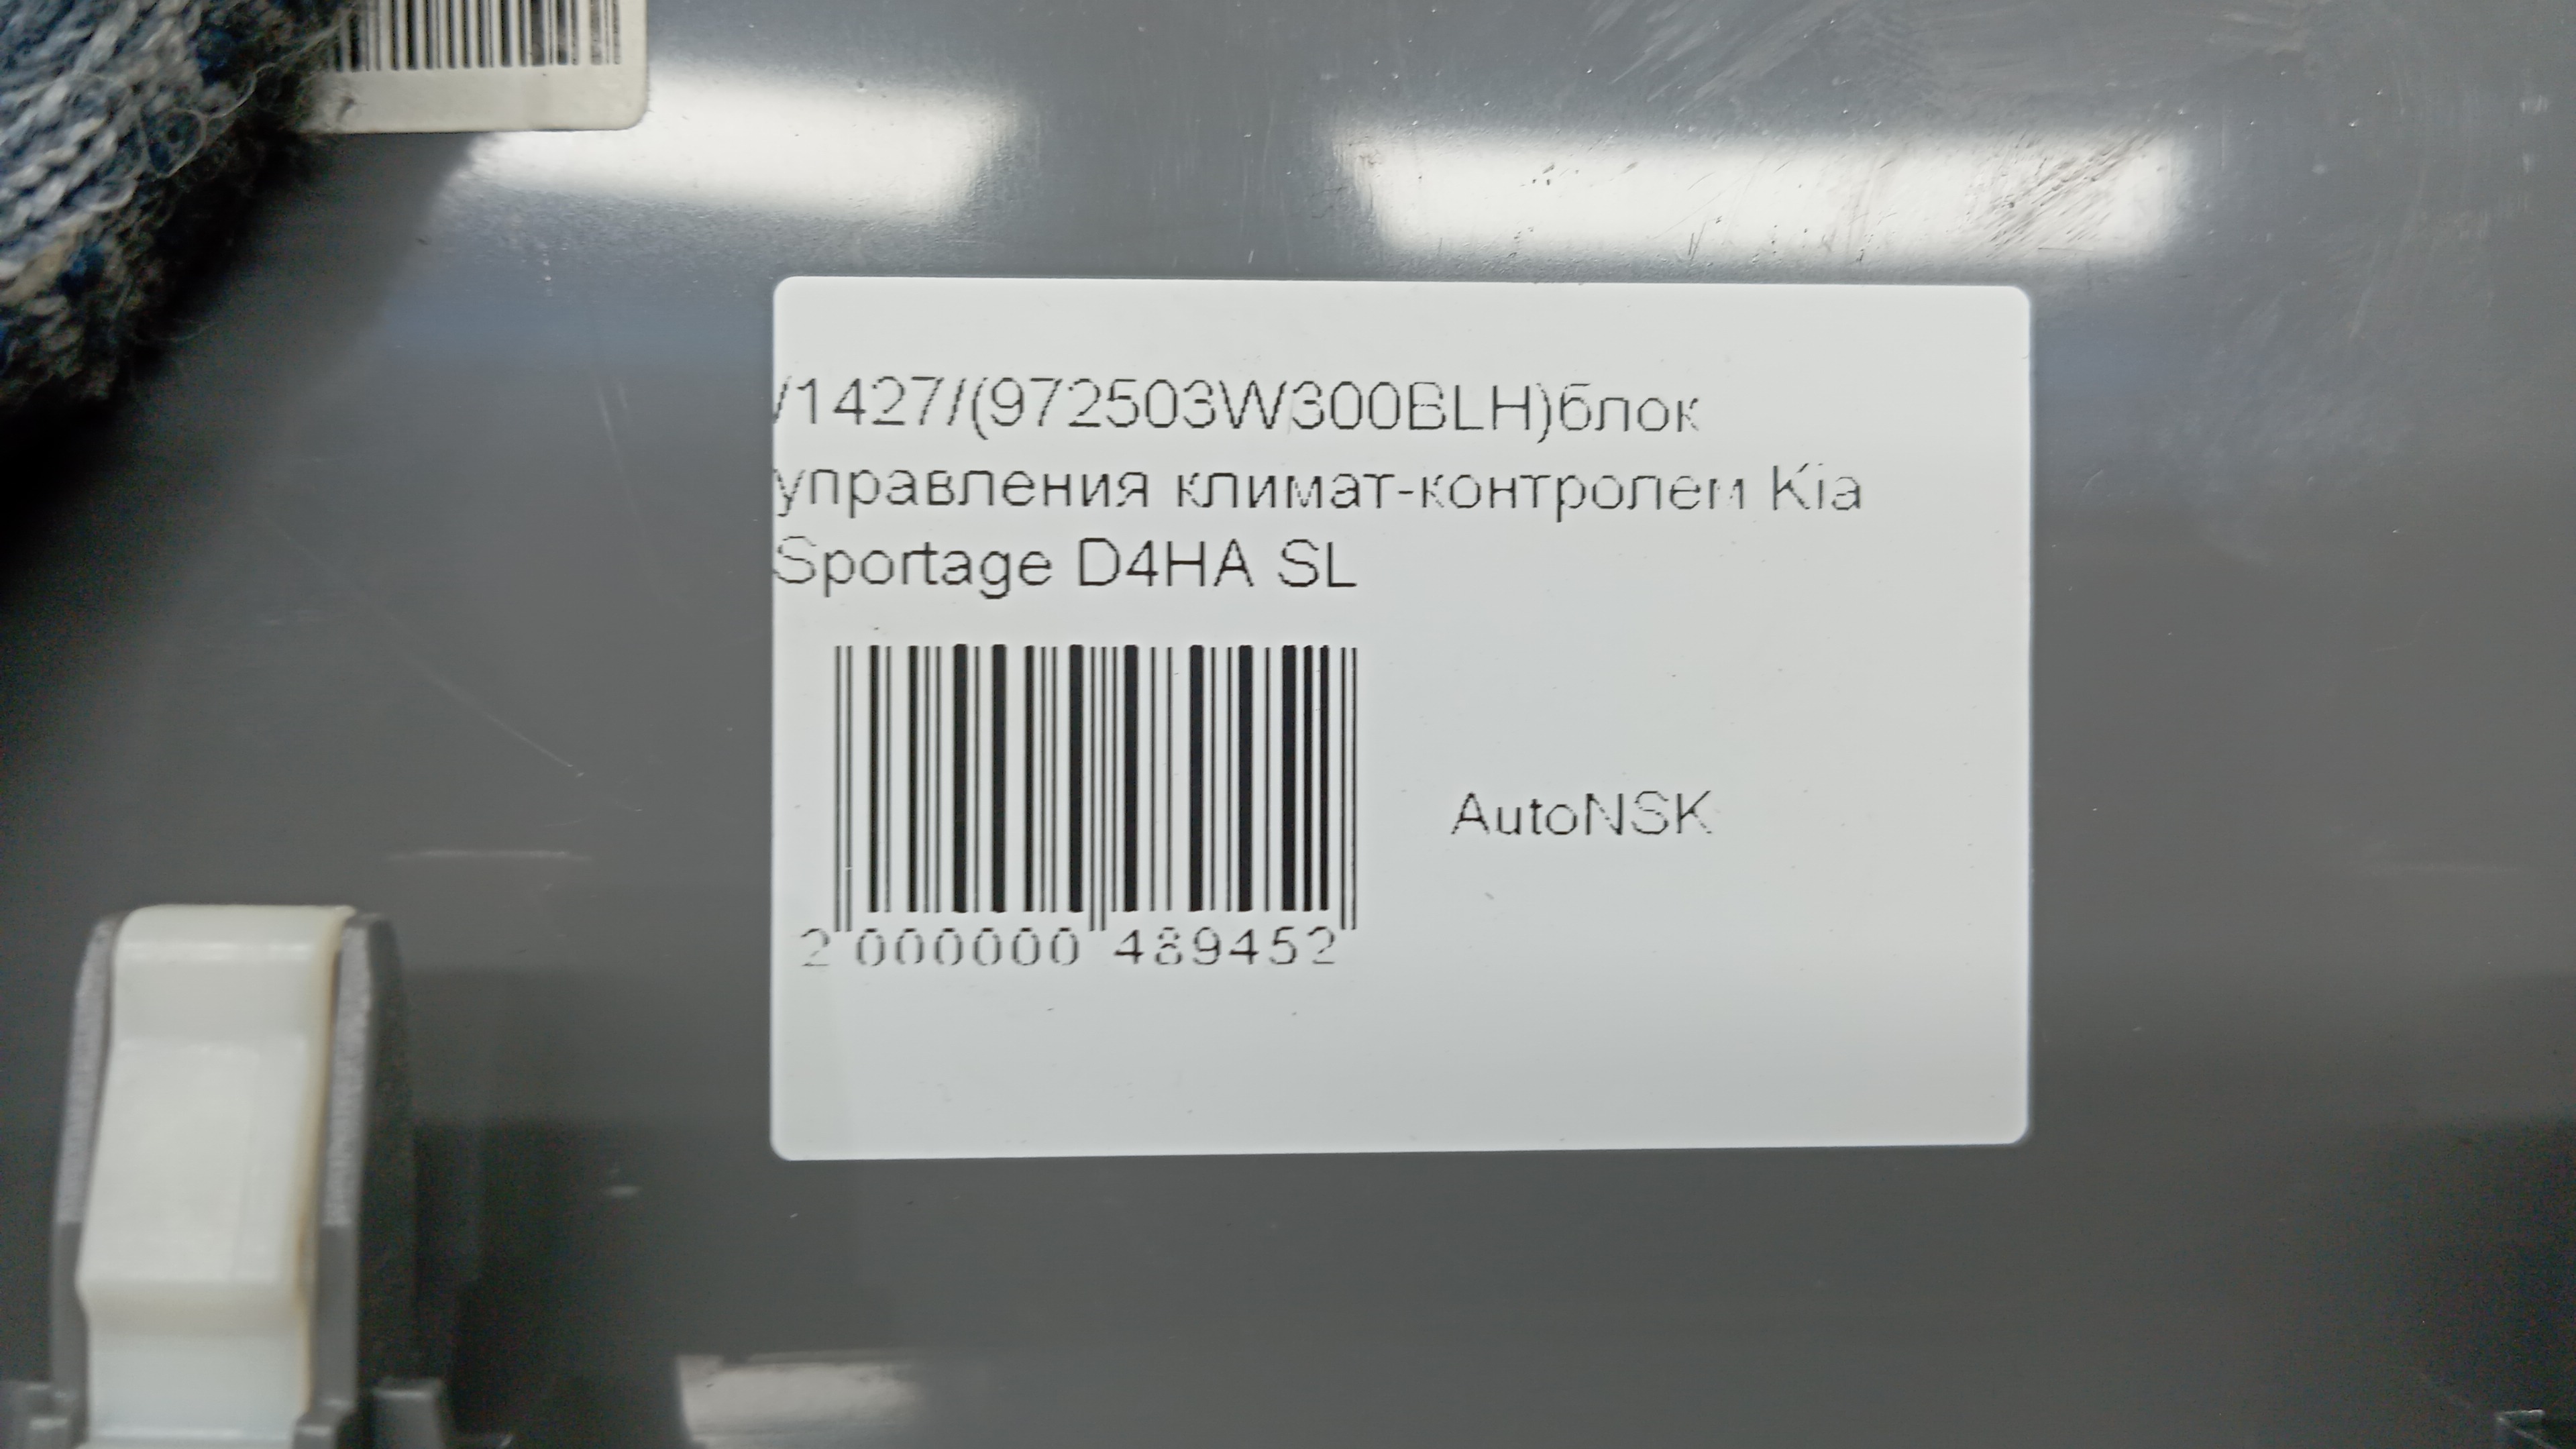 /1427/(972503W300BLH)блок
управления климат-контролем Kia
Sportage D4HA SL
AutoNSK
2 000000 489452